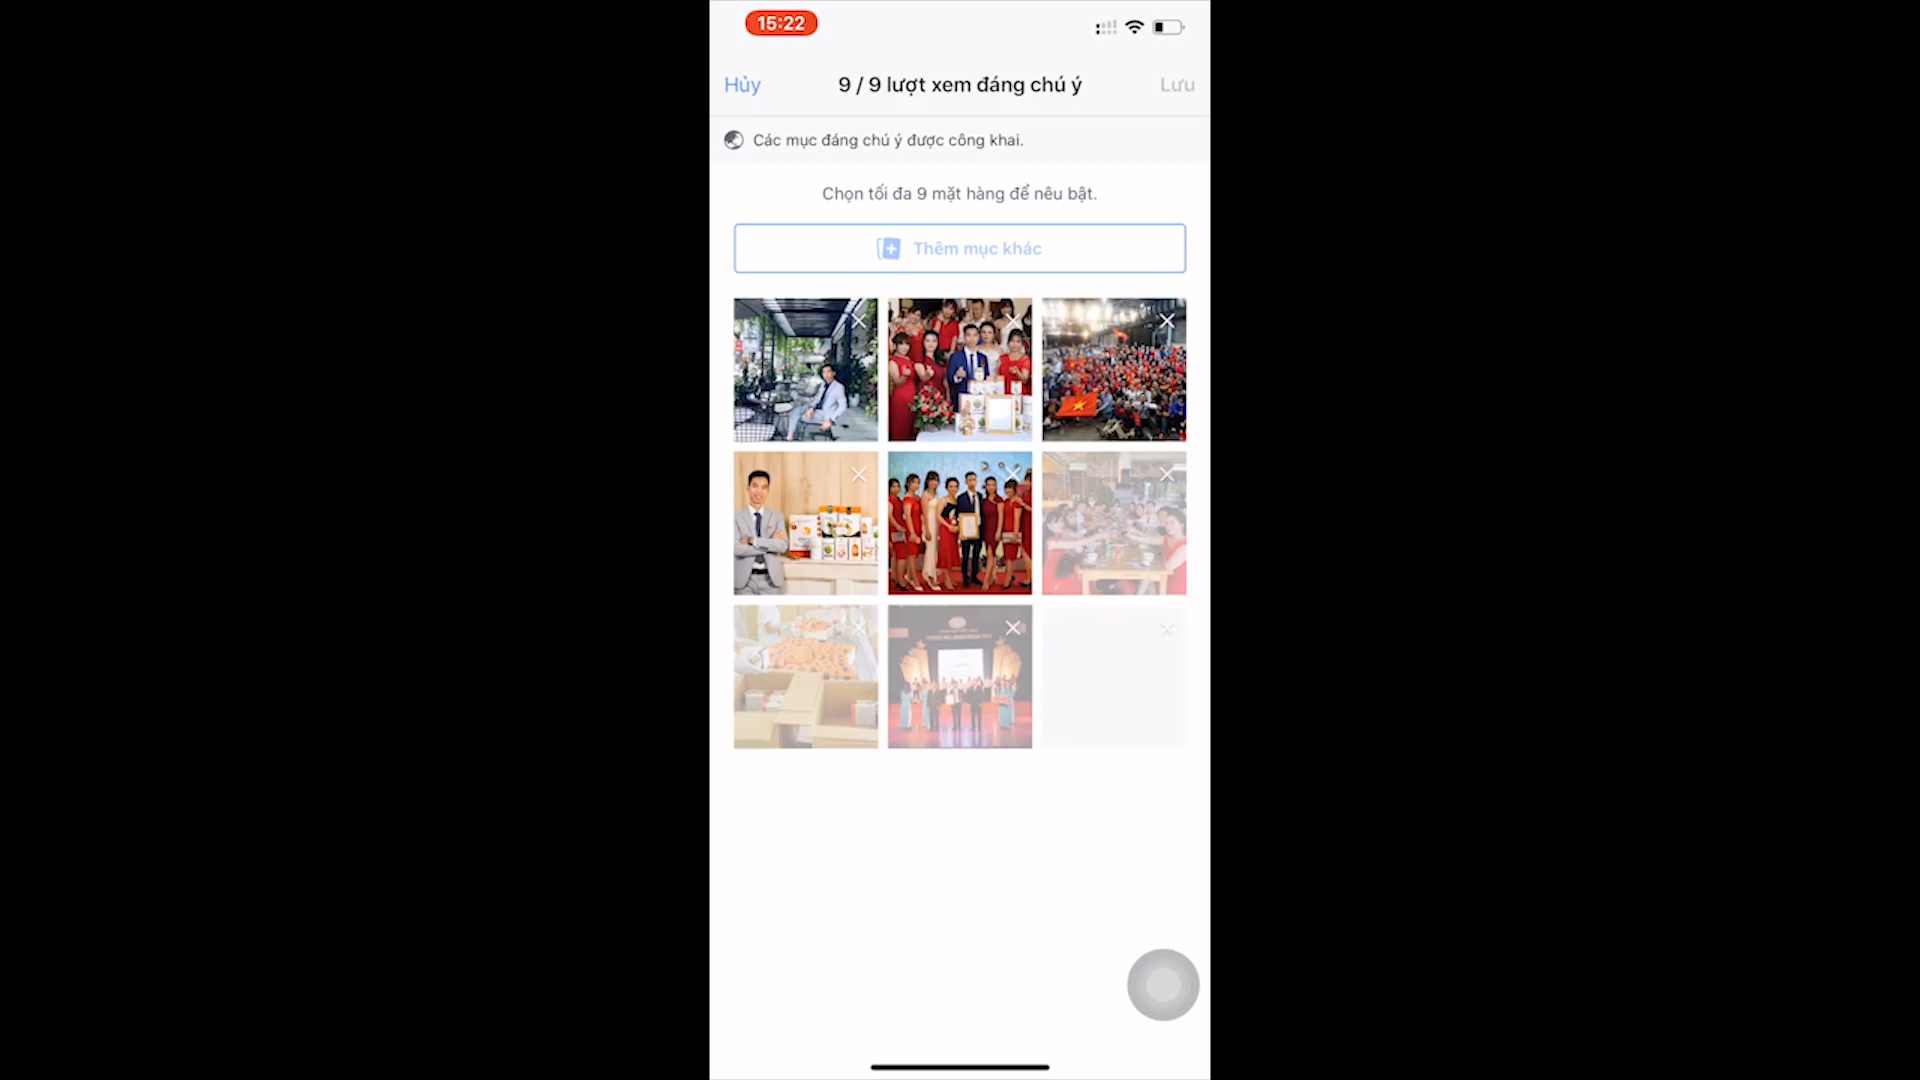 15:22
Hủy
9 / 9 lượt xem đáng chú ý
Lưu
Các mục đáng chú ý được công khai.
Chọn tối đa 9 mặt hàng để nêu bật.
Thêm mục khác